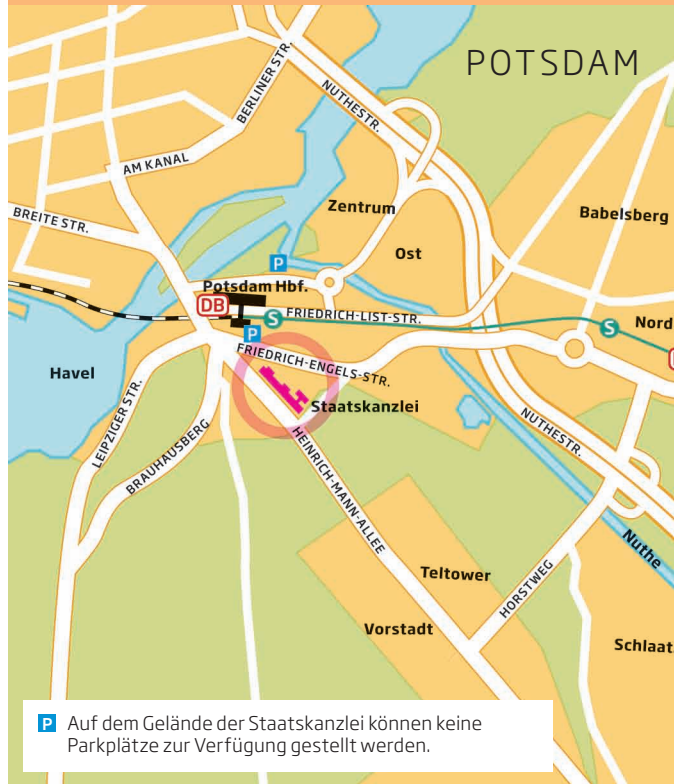 POTSDAM
BERLINER STR.
NUTHESTR.
AM KANAL
BREITE STR.
Zentrum
Ost
Babelsberg
P
Potsdam Hbf.
DB
S
FRIEDRICH-LIST-STR.
S
Nord
P
FRIEDRICH-ENGELS-STR.
Havel
Staatskanzlei
LEIPZIGER STR.
BRAUHAUSBERG
HEINRICH-MANN-ALLEE
NUTHESTR.
Nuthe
Teltower
Vorstadt
HORSTWEG
Schlaat
P Auf dem Gelände der Staatskanzlei können keine
Parkplätze zur Verfügung gestellt werden.